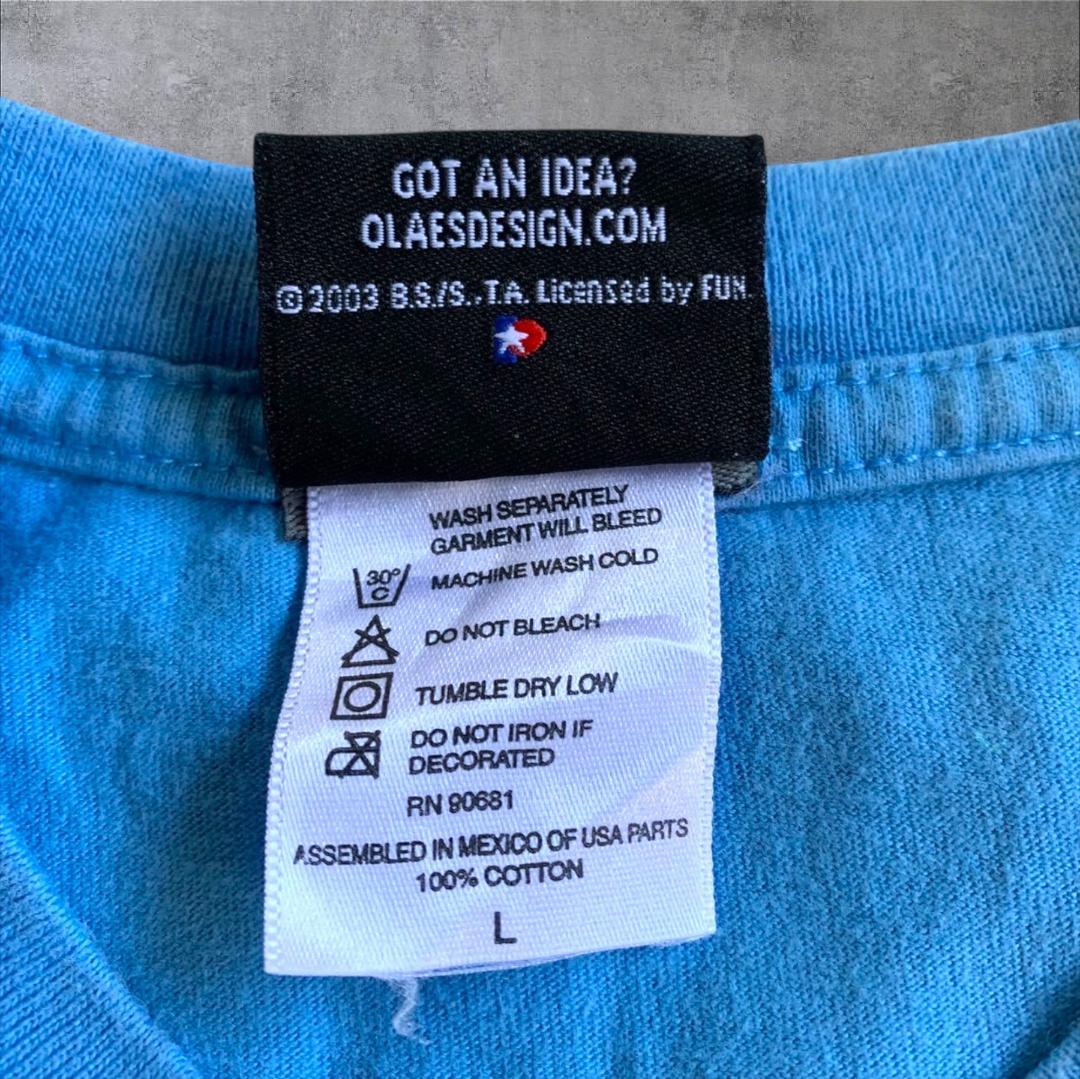 GOT AN IDEA?
OLAESDESIGN.COM
©2003 B.S./S..T.A. Licensed by FUN.
WASH SEPARATELY
GARMENT WILL BLEED
30°
C
MACHINE WASH COLD
DO NOT BLEACH
TUMBLE DRY LOW
DO NOT IRON IF
DECORATED
RN 90681
ASSEMBLED IN MEXICO OF USA PARTS
100% COTTON
L